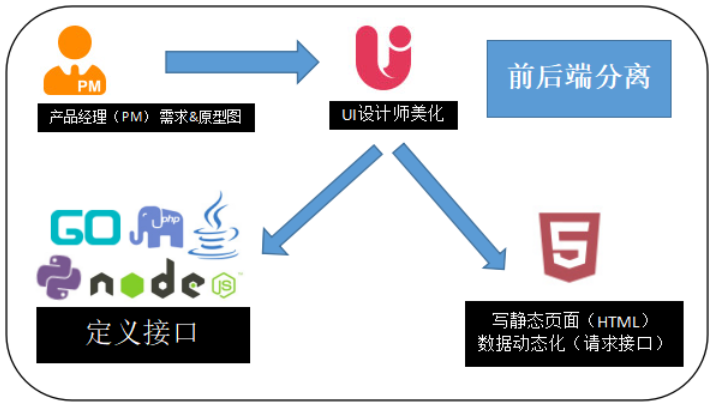 PM
产品经理（PM）需求&原型图
UI设计师美化
前后端分离
GO
php
node
JS
定义接口
5
写静态页面（HTML）
数据动态化（请求接口）